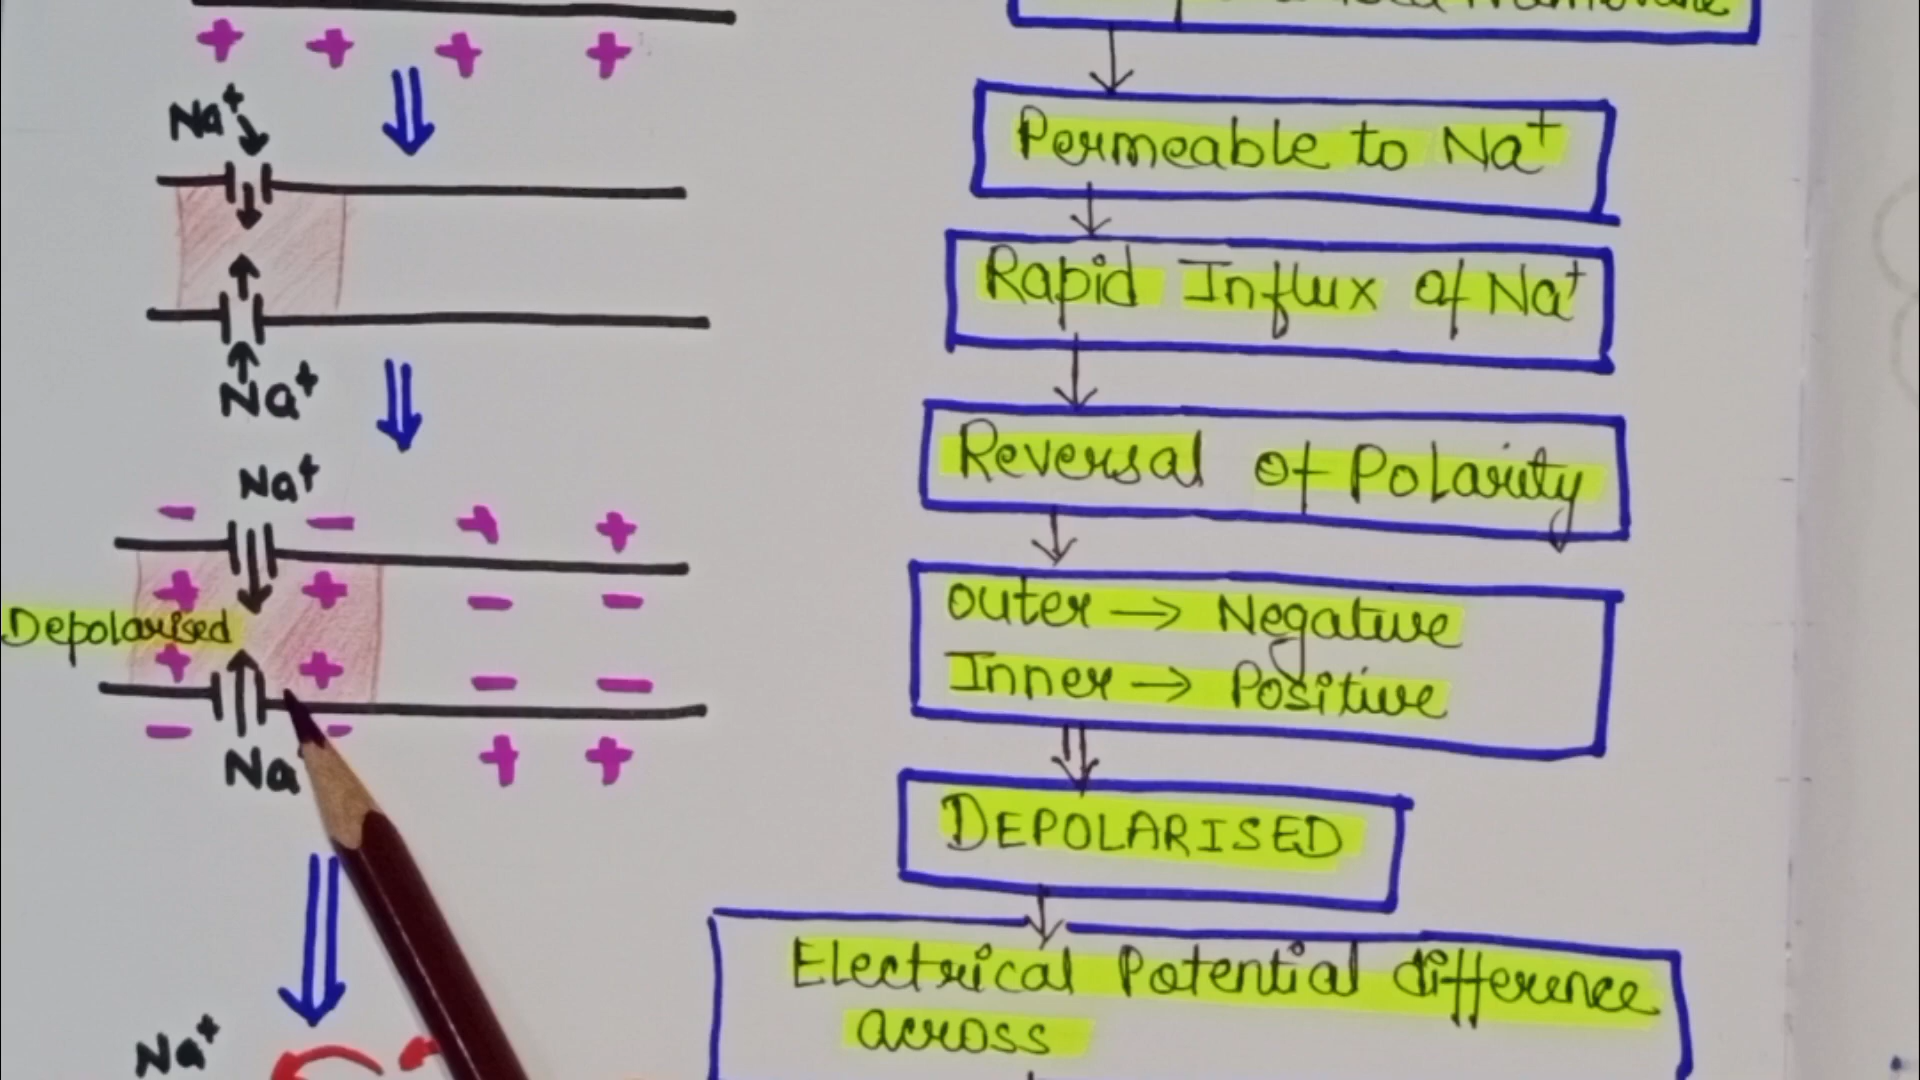 Na+
Na+
Na+
Depolarised
Na
Na+
Permeable to Na+
Rapid Influx of Na+
Reversal of Polarity
outer → Negative
Inner → Positive
DEPOLARISED
Electrical Potential difference
across